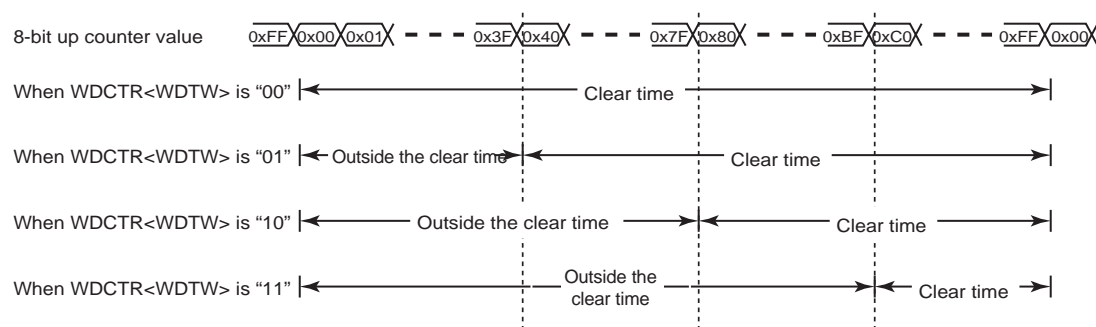 8-bit up counter value 0xFF 0x00 0x01 0x3F 0x40 0x7F 0x80 0xBF 0xC0 0xFF 0x00
When WDCTR<WDTW> is “00” Clear time
When WDCTR<WDTW> is “01” Outside the clear time Clear time
When WDCTR<WDTW> is “10” Outside the clear time Clear time
When WDCTR<WDTW> is “11” Outside the clear time Clear time